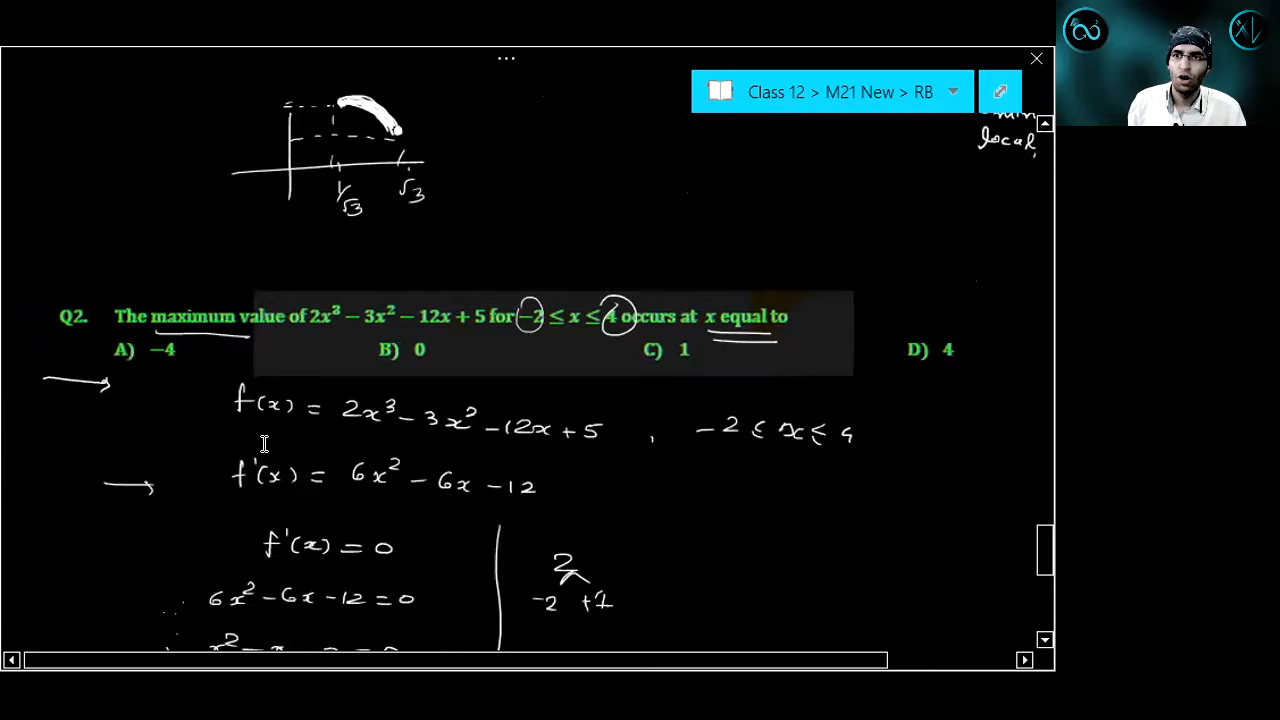 Class 12 > M21 New > RB
local,
1/√3
√3
Q2. The maximum value of 2x³ − 3x² − 12x + 5 for −2 ≤ x ≤ 4 occurs at x equal to
A) −4 B) 0 C) 1 D) 4
f(x) = 2x³ − 3x² − 12x + 5 , −2 ≤ x ≤ 4
f'(x) = 6x² − 6x − 12
f'(x) = 0
2
6x² − 6x − 12 = 0
−2 +1